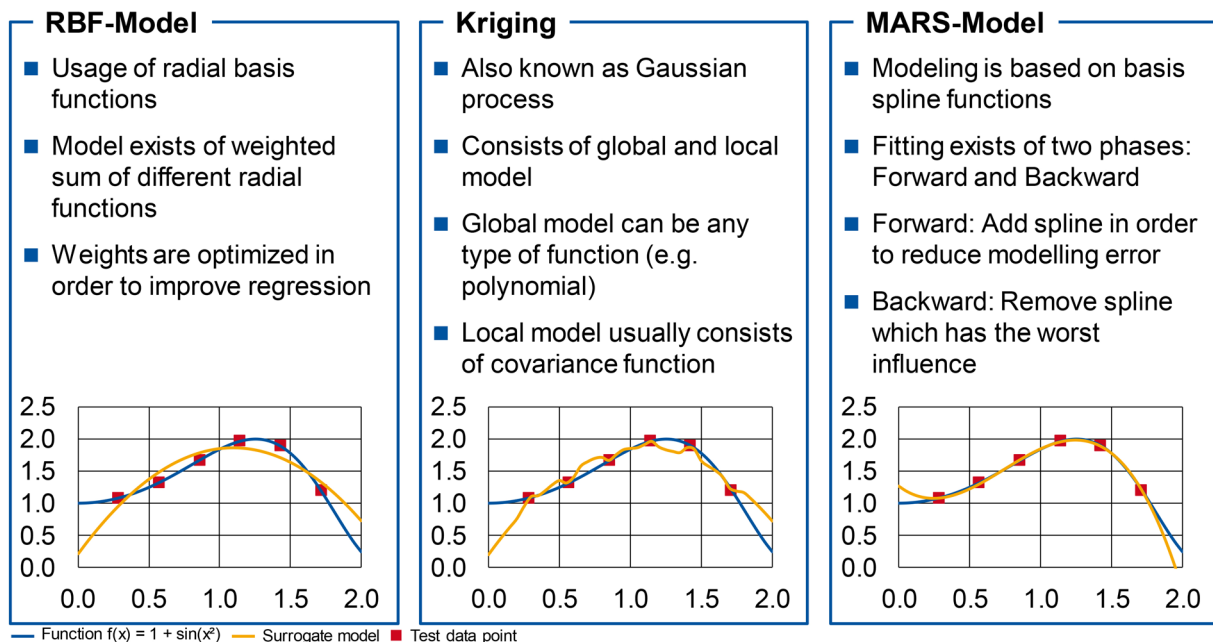 RBF-Model
Usage of radial basis
functions
Model exists of weighted
sum of different radial
functions
Weights are optimized in
order to improve regression
2.5
2.0
1.5
1.0
0.5
0.0
0.0 0.5 1.0 1.5 2.0
Kriging
Also known as Gaussian
process
Consists of global and local
model
Global model can be any
type of function (e.g.
polynomial)
Local model usually consists
of covariance function
2.5
2.0
1.5
1.0
0.5
0.0
0.0 0.5 1.0 1.5 2.0
MARS-Model
Modeling is based on basis
spline functions
Fitting exists of two phases:
Forward and Backward
Forward: Add spline in order
to reduce modelling error
Backward: Remove spline
which has the worst
influence
2.5
2.0
1.5
1.0
0.5
0.0
0.0 0.5 1.0 1.5 2.0
Function f(x) = 1 + sin(x²) Surrogate model Test data point